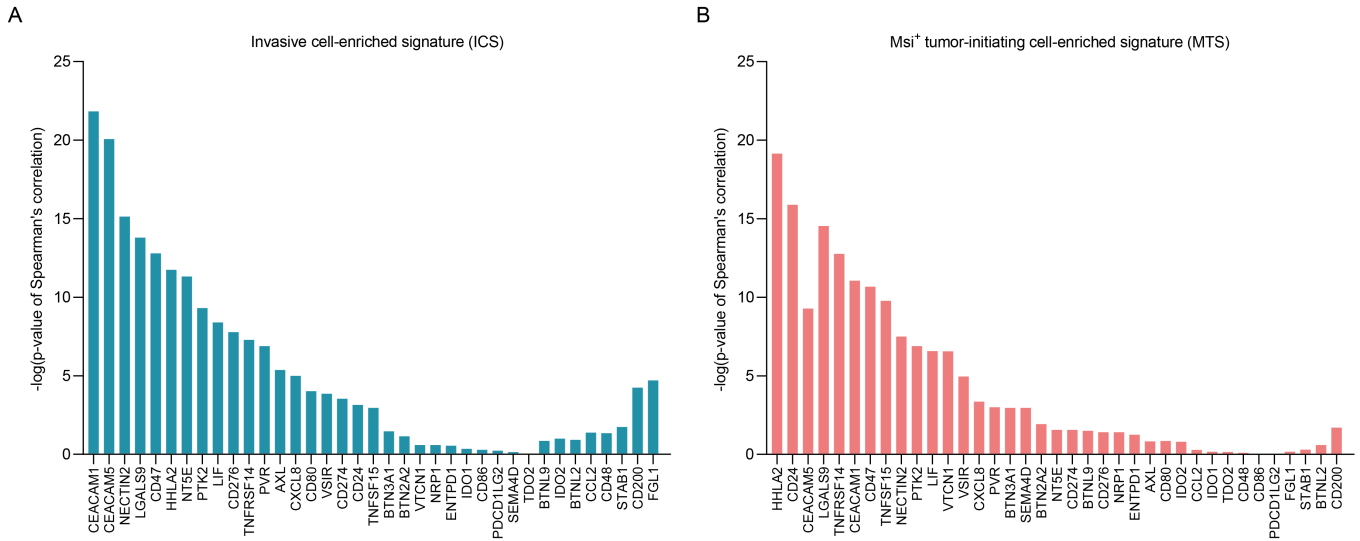 A
Invasive cell-enriched signature (ICS)
-log(p-value of Spearman's correlation)
25
20
15
10
5
0
CEACAM1
CEACAM5
NECTIN2
LGALS9
CD47
HHLA2
NT5E
PTK2
LIF
CD276
TNFRSF14
PVR
AXL
CXCL8
CD80
VSIR
CD274
CD24
TNFSF15
BTN3A1
BTN2A2
VTCN1
NRP1
ENTPD1
IDO1
CD86
PDCD1LG2
SEMA4D
TDO2
BTNL9
IDO2
BTNL2
CCL2
CD48
STAB1
CD200
FGL1
B
Msi+ tumor-initiating cell-enriched signature (MTS)
-log(p-value of Spearman's correlation)
25
20
15
10
5
0
HHLA2
CD24
CEACAM5
LGALS9
TNFRSF14
CEACAM1
CD47
TNFSF15
NECTIN2
PTK2
LIF
VTCN1
VSIR
CXCL8
PVR
BTN3A1
SEMA4D
BTN2A2
NT5E
CD274
BTNL9
CD276
NRP1
ENTPD1
AXL
CD80
IDO2
CCL2
IDO1
TDO2
CD48
CD86
PDCD1LG2
FGL1
STAB1
BTNL2
CD200